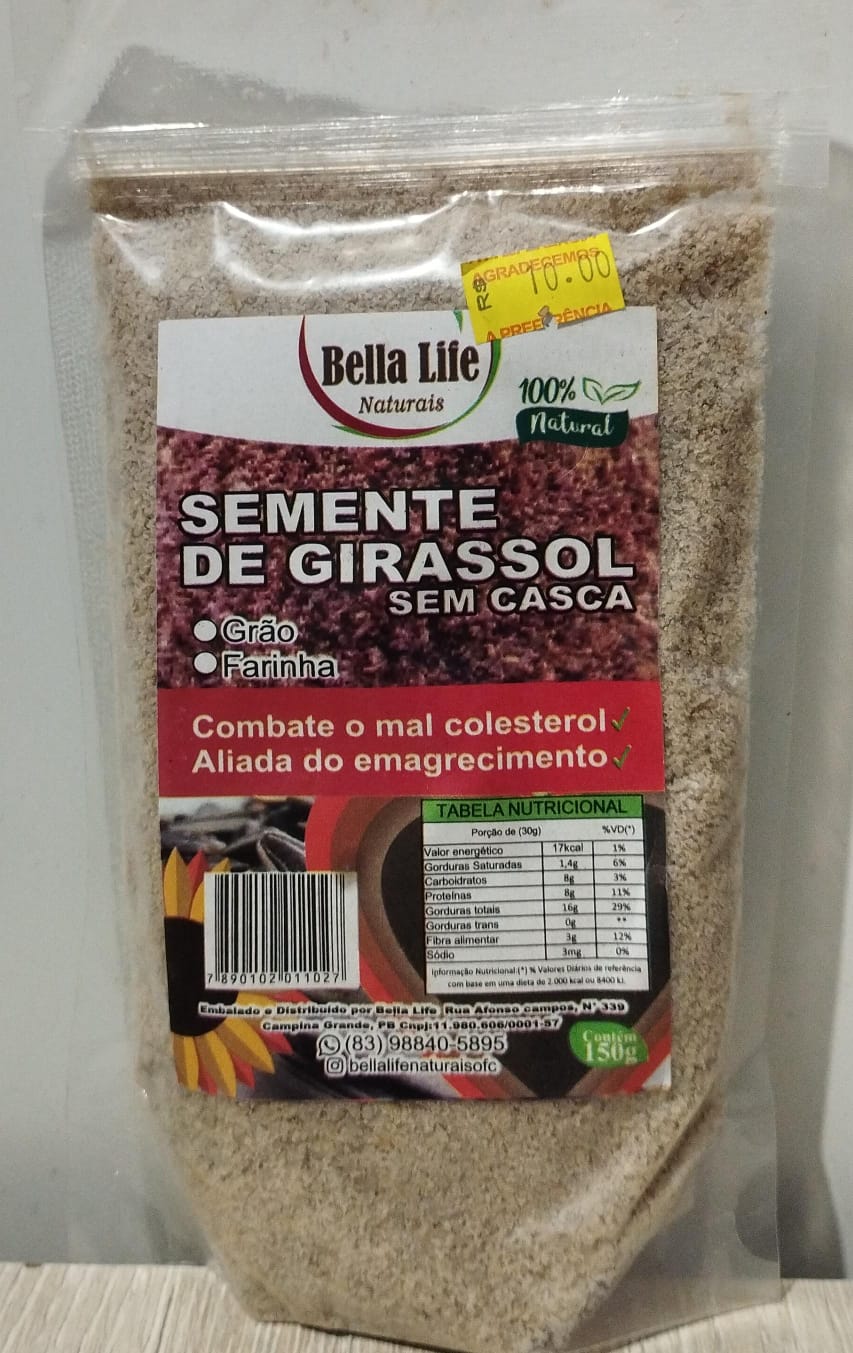 AGRADECEMOS
R$ 10.00
A PREFERÊNCIA
Bella Life
Naturais
100%
Natural
SEMENTE
DE GIRASSOL
SEM CASCA
Grão
Farinha
Combate o mal colesterol
Aliada do emagrecimento
TABELA NUTRICIONAL
Porção de (30g) %VD(*)
Valor energético 17kcal 1%
Gorduras Saturadas 1,4g 6%
Carboidratos 8g 3%
Proteínas 8g 11%
Gorduras totais 16g 29%
Gorduras trans 0g **
Fibra alimentar 3g 12%
Sódio 3mg 0%
Informação Nutricional.(*) % Valores Diários de referência
com base em uma dieta de 2.000 kcal ou 8400 kJ.
7 890102 011027
Embalado e Distribuído por Bella Life Rua Afonso campos, N° 339
Campina Grande, PB Cnpj:11.980.606/0001-57
(83) 98840-5895
bellalifenaturaisofc
Contém
150g